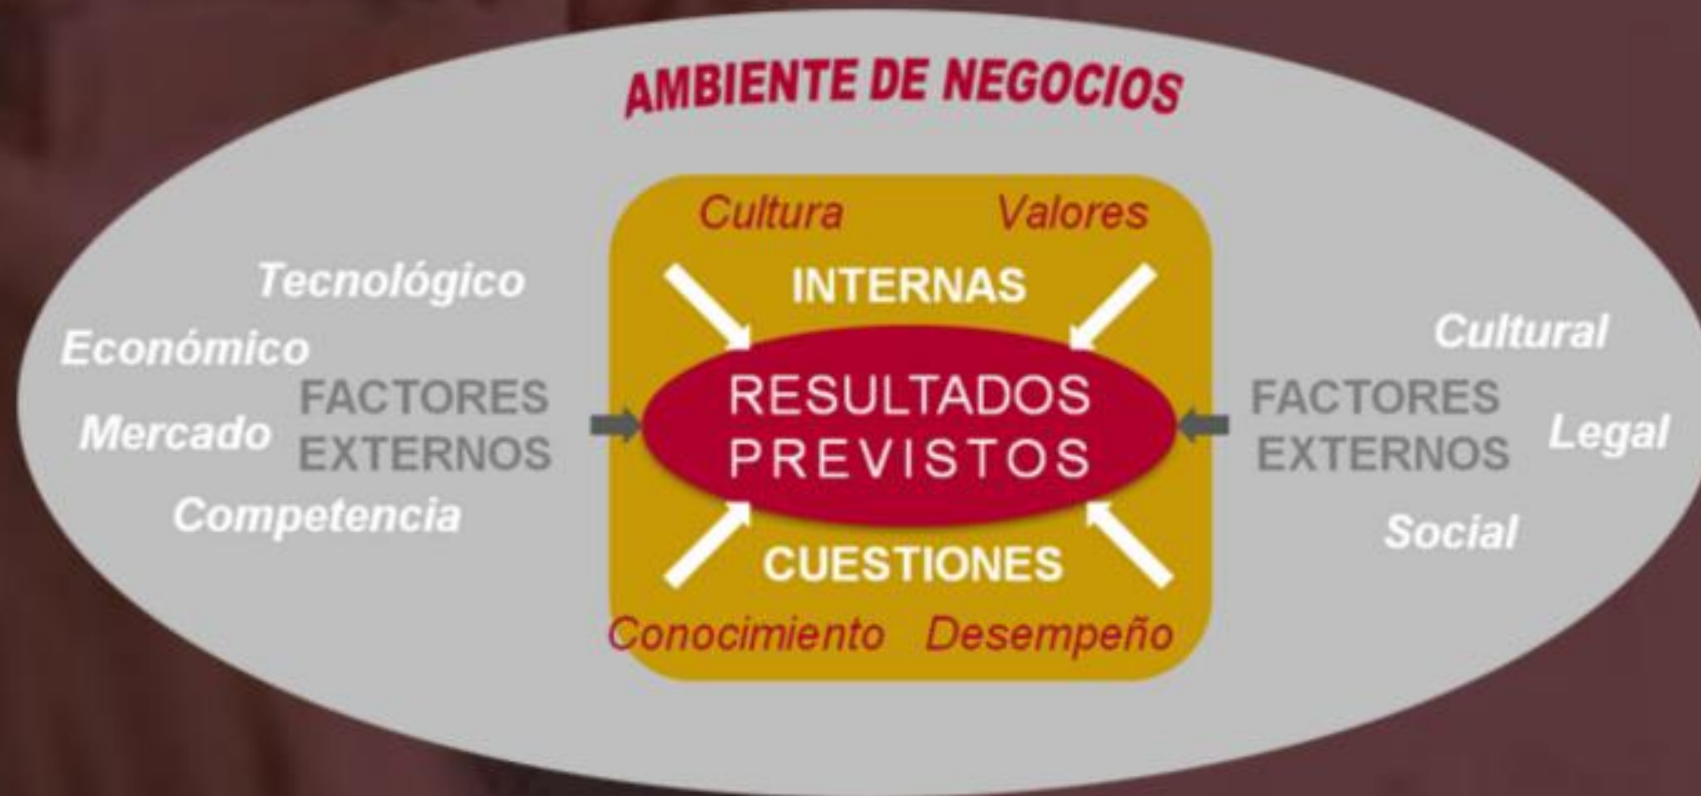 AMBIENTE DE NEGOCIOS
Cultura Valores
INTERNAS
Tecnológico
Económico
FACTORES
EXTERNOS
Mercado
Competencia
RESULTADOS
PREVISTOS
Cultural
FACTORES
EXTERNOS
Legal
Social
CUESTIONES
Conocimiento Desempeño